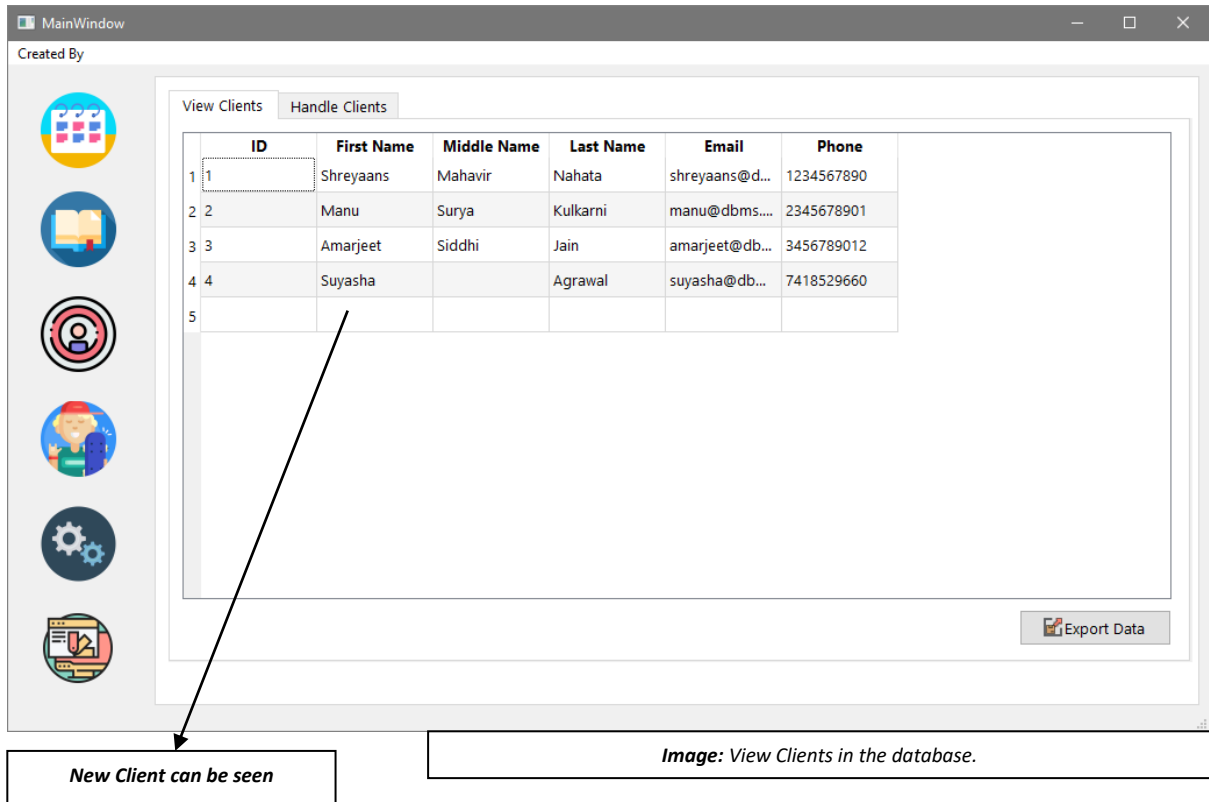 MainWindow
Created By
View Clients Handle Clients
ID First Name Middle Name Last Name Email Phone
1 1 Shreyaans Mahavir Nahata shreyaans@d... 1234567890
2 2 Manu Surya Kulkarni manu@dbms.... 2345678901
3 3 Amarjeet Siddhi Jain amarjeet@db... 3456789012
4 4 Suyasha Agrawal suyasha@db... 7418529660
5
Export Data
Image: View Clients in the database.
New Client can be seen